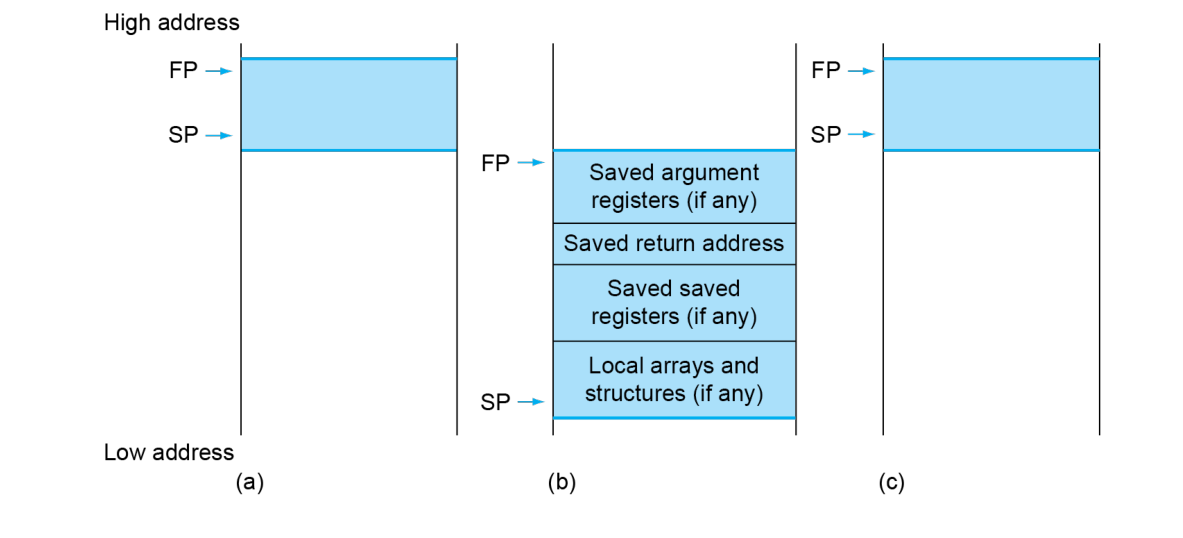 High address
FP
SP
FP
SP
FP
SP
Saved argument
registers (if any)
Saved return address
Saved saved
registers (if any)
Local arrays and
structures (if any)
Low address
(a)
(b)
(c)